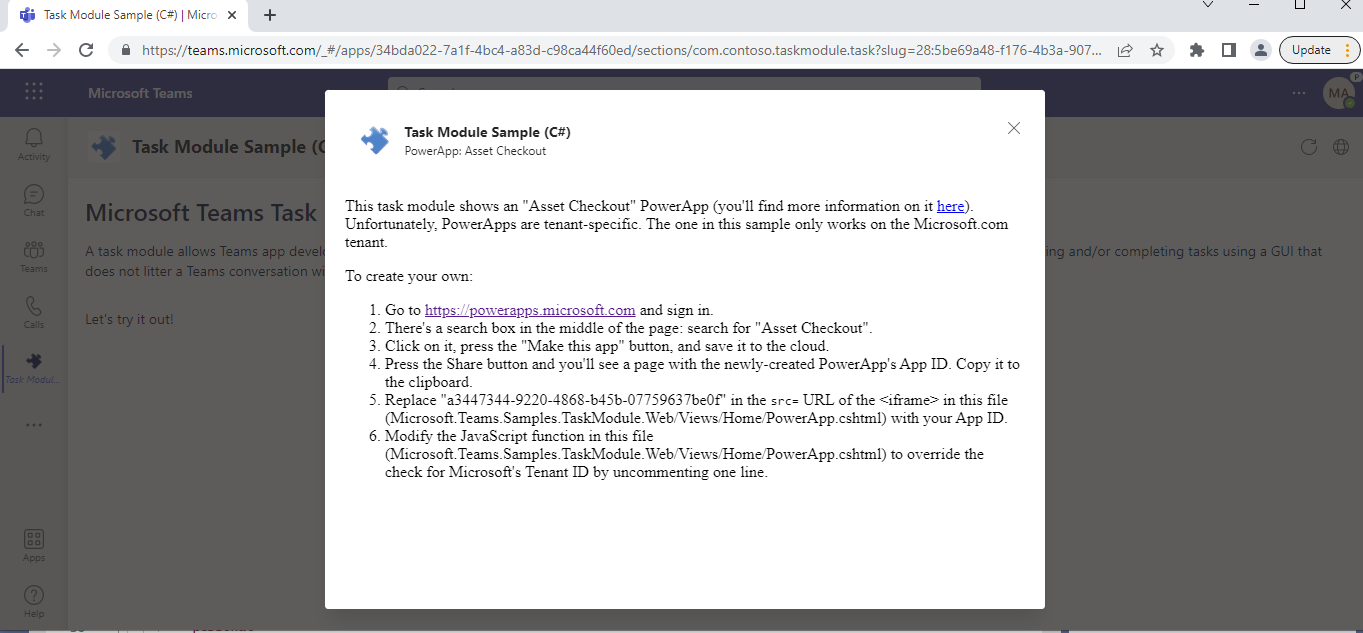 Task Module Sample (C#) | Micro
https://teams.microsoft.com/_#/apps/34bda022-7a1f-4bc4-a83d-c98ca44f60ed/sections/com.contoso.taskmodule.task?slug=28:5be69a48-f176-4b3a-907...
Update
Microsoft Teams
MA
P
Activity
Chat
Teams
Calls
Task Modul...
Apps
Help
Task Module Sample (C
Microsoft Teams Task
A task module allows Teams app devel
ing and/or completing tasks using a GUI that
does not litter a Teams conversation wi
Let's try it out!
Task Module Sample (C#)
PowerApp: Asset Checkout
This task module shows an "Asset Checkout" PowerApp (you'll find more information on it here).
Unfortunately, PowerApps are tenant-specific. The one in this sample only works on the Microsoft.com
tenant.
To create your own:
1. Go to https://powerapps.microsoft.com and sign in.
2. There's a search box in the middle of the page: search for "Asset Checkout".
3. Click on it, press the "Make this app" button, and save it to the cloud.
4. Press the Share button and you'll see a page with the newly-created PowerApp's App ID. Copy it to
the clipboard.
5. Replace "a3447344-9220-4868-b45b-07759637be0f" in the src= URL of the <iframe> in this file
(Microsoft.Teams.Samples.TaskModule.Web/Views/Home/PowerApp.cshtml) with your App ID.
6. Modify the JavaScript function in this file
(Microsoft.Teams.Samples.TaskModule.Web/Views/Home/PowerApp.cshtml) to override the
check for Microsoft's Tenant ID by uncommenting one line.